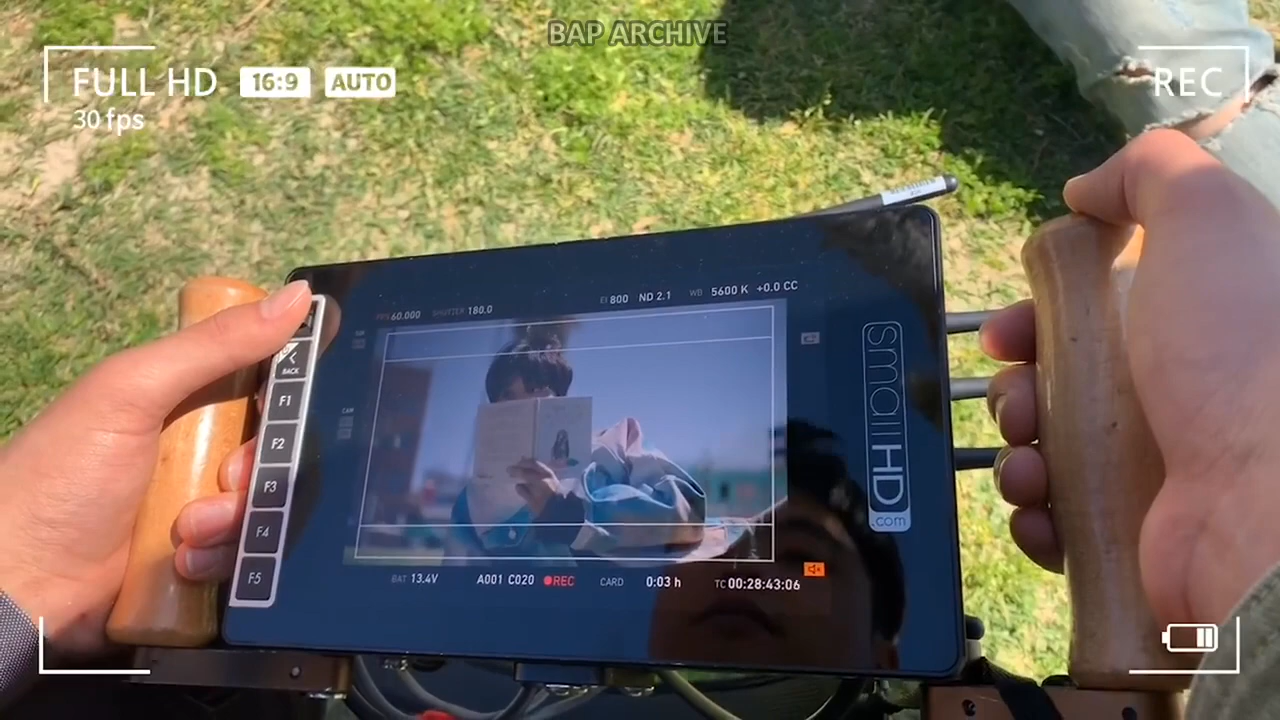 BAP ARCHIVE
FULL HD 16:9 AUTO
30 fps
REC
FPS 60.000 SHUTTER 180.0 EI 800 ND 2.1 WB 5600 K +0.0 CC
BACK
F1
F2
F3
F4
F5
CAM
smallHD
.com
BAT 13.4V A001 C020 REC CARD 0:03 h TC 00:28:43:06